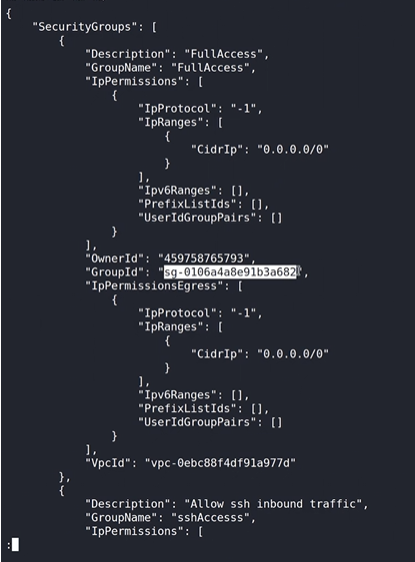 {
    "SecurityGroups": [
        {
            "Description": "FullAccess",
            "GroupName": "FullAccess",
            "IpPermissions": [
                {
                    "IpProtocol": "-1",
                    "IpRanges": [
                        {
                            "CidrIp": "0.0.0.0/0"
                        }
                    ],
                    "Ipv6Ranges": [],
                    "PrefixListIds": [],
                    "UserIdGroupPairs": []
                }
            ],
            "OwnerId": "459758765793",
            "GroupId": "sg-0106a4a8e91b3a682",
            "IpPermissionsEgress": [
                {
                    "IpProtocol": "-1",
                    "IpRanges": [
                        {
                            "CidrIp": "0.0.0.0/0"
                        }
                    ],
                    "Ipv6Ranges": [],
                    "PrefixListIds": [],
                    "UserIdGroupPairs": []
                }
            ],
            "VpcId": "vpc-0ebc88f4df91a977d"
        },
        {
            "Description": "Allow ssh inbound traffic",
            "GroupName": "sshAccesss",
            "IpPermissions": [
: